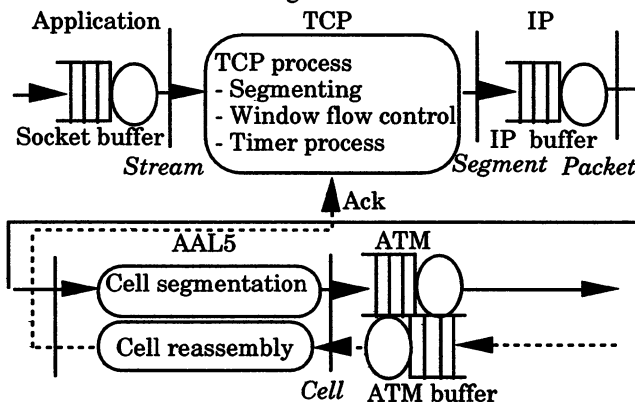 Application TCP IP
TCP process
- Segmenting
- Window flow control
- Timer process
Socket buffer
IP buffer
Stream
Segment Packet
Ack
AAL5 ATM
Cell segmentation
Cell reassembly
Cell
ATM buffer